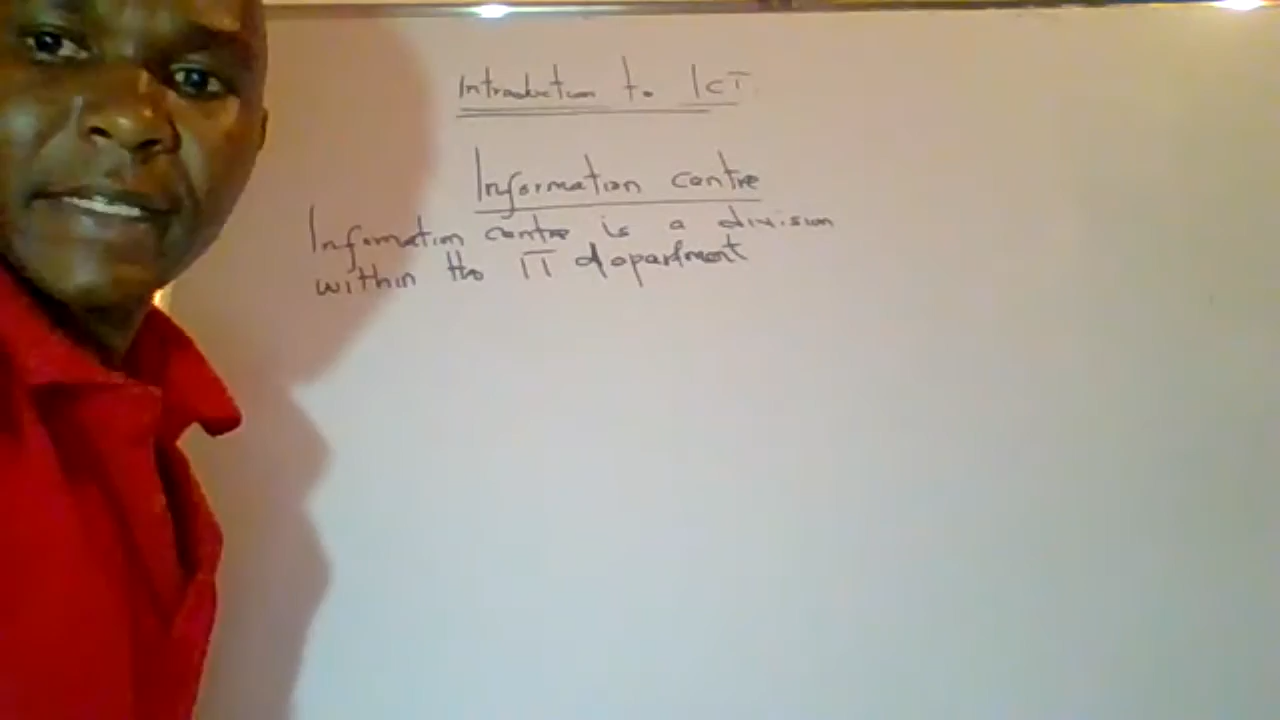 Introduction to ICT
Information centre
Information centre is a division
within the IT department